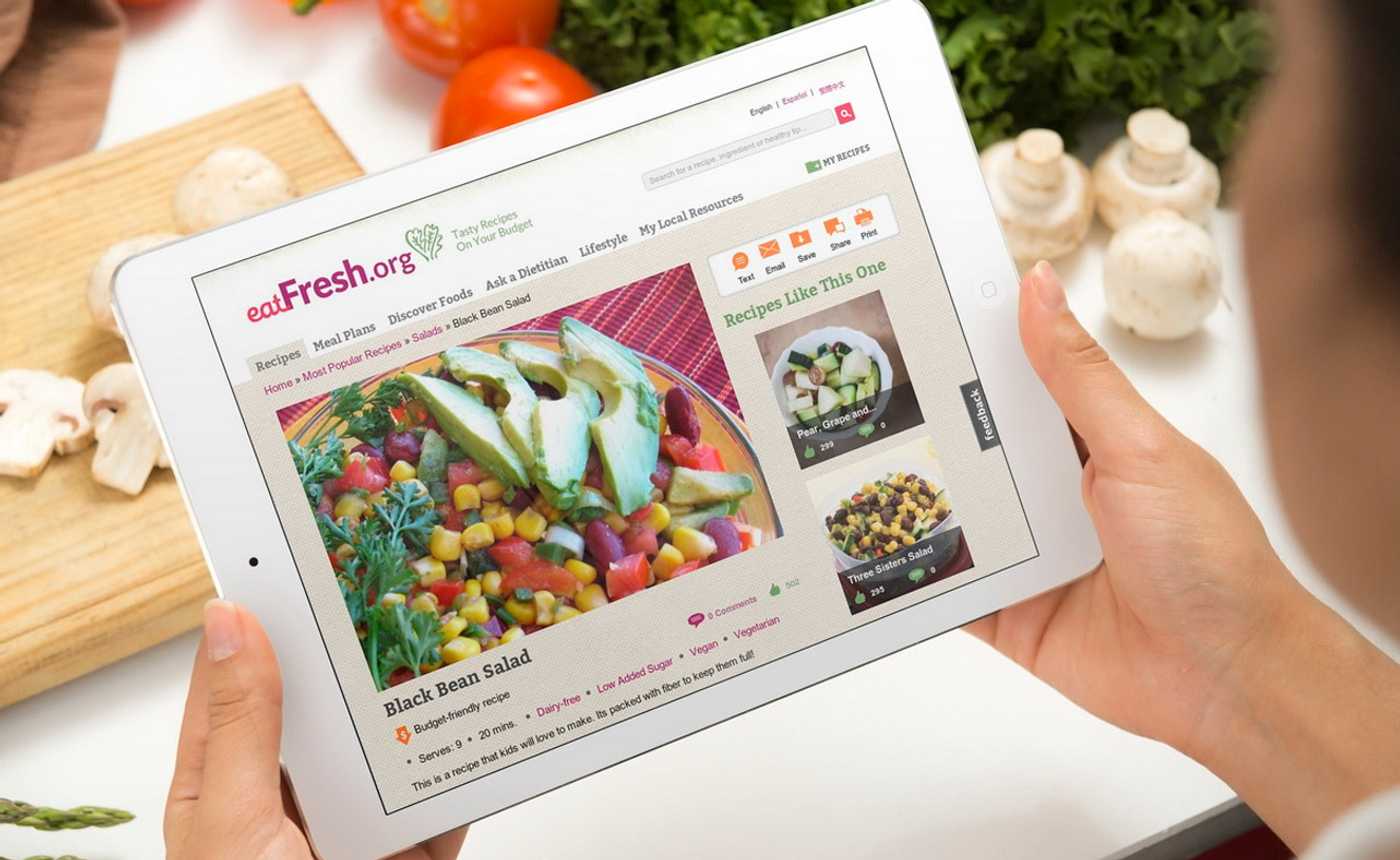 English | Español | 繁體中文
Search for a recipe, ingredient or healthy tip...
MY RECIPES
eatFresh.org
Tasty Recipes
On Your Budget
Recipes Meal Plans Discover Foods Ask a Dietitian Lifestyle My Local Resources
Home » Most Popular Recipes » Salads » Black Bean Salad
Text Email Save Share Print
Recipes Like This One
Pear, Grape and...
299 0
Three Sisters Salad
295 0
feedback
0 Comments 502
Black Bean Salad
$ Budget-friendly recipe
• Serves: 9 • 20 mins. • Dairy-free • Low Added Sugar • Vegan • Vegetarian
This is a recipe that kids will love to make. Its packed with fiber to keep them full!